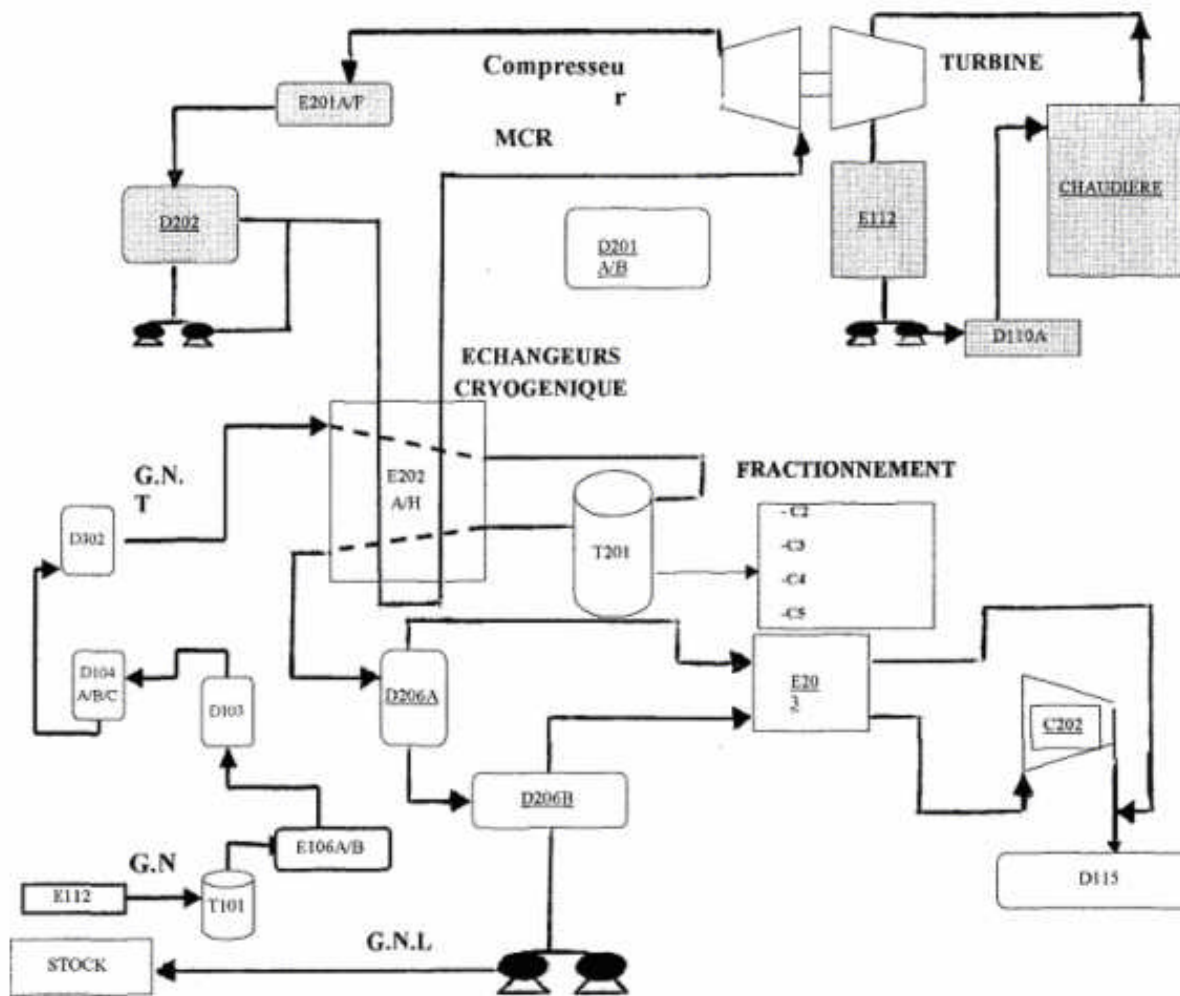 Compresseu
r
MCR
TURBINE
E201A/F
D202
D201
A/B
E112
CHAUDIERE
D110A
ECHANGEURS
CRYOGENIQUE
G.N.
T
E202
A/H
FRACTIONNEMENT
- C2
-C3
-C4
-C5
T201
D302
D104
A/B/C
D103
D206A
E20
3
C202
D206B
E106A/B
G.N
E112
T101
D115
G.N.L
STOCK